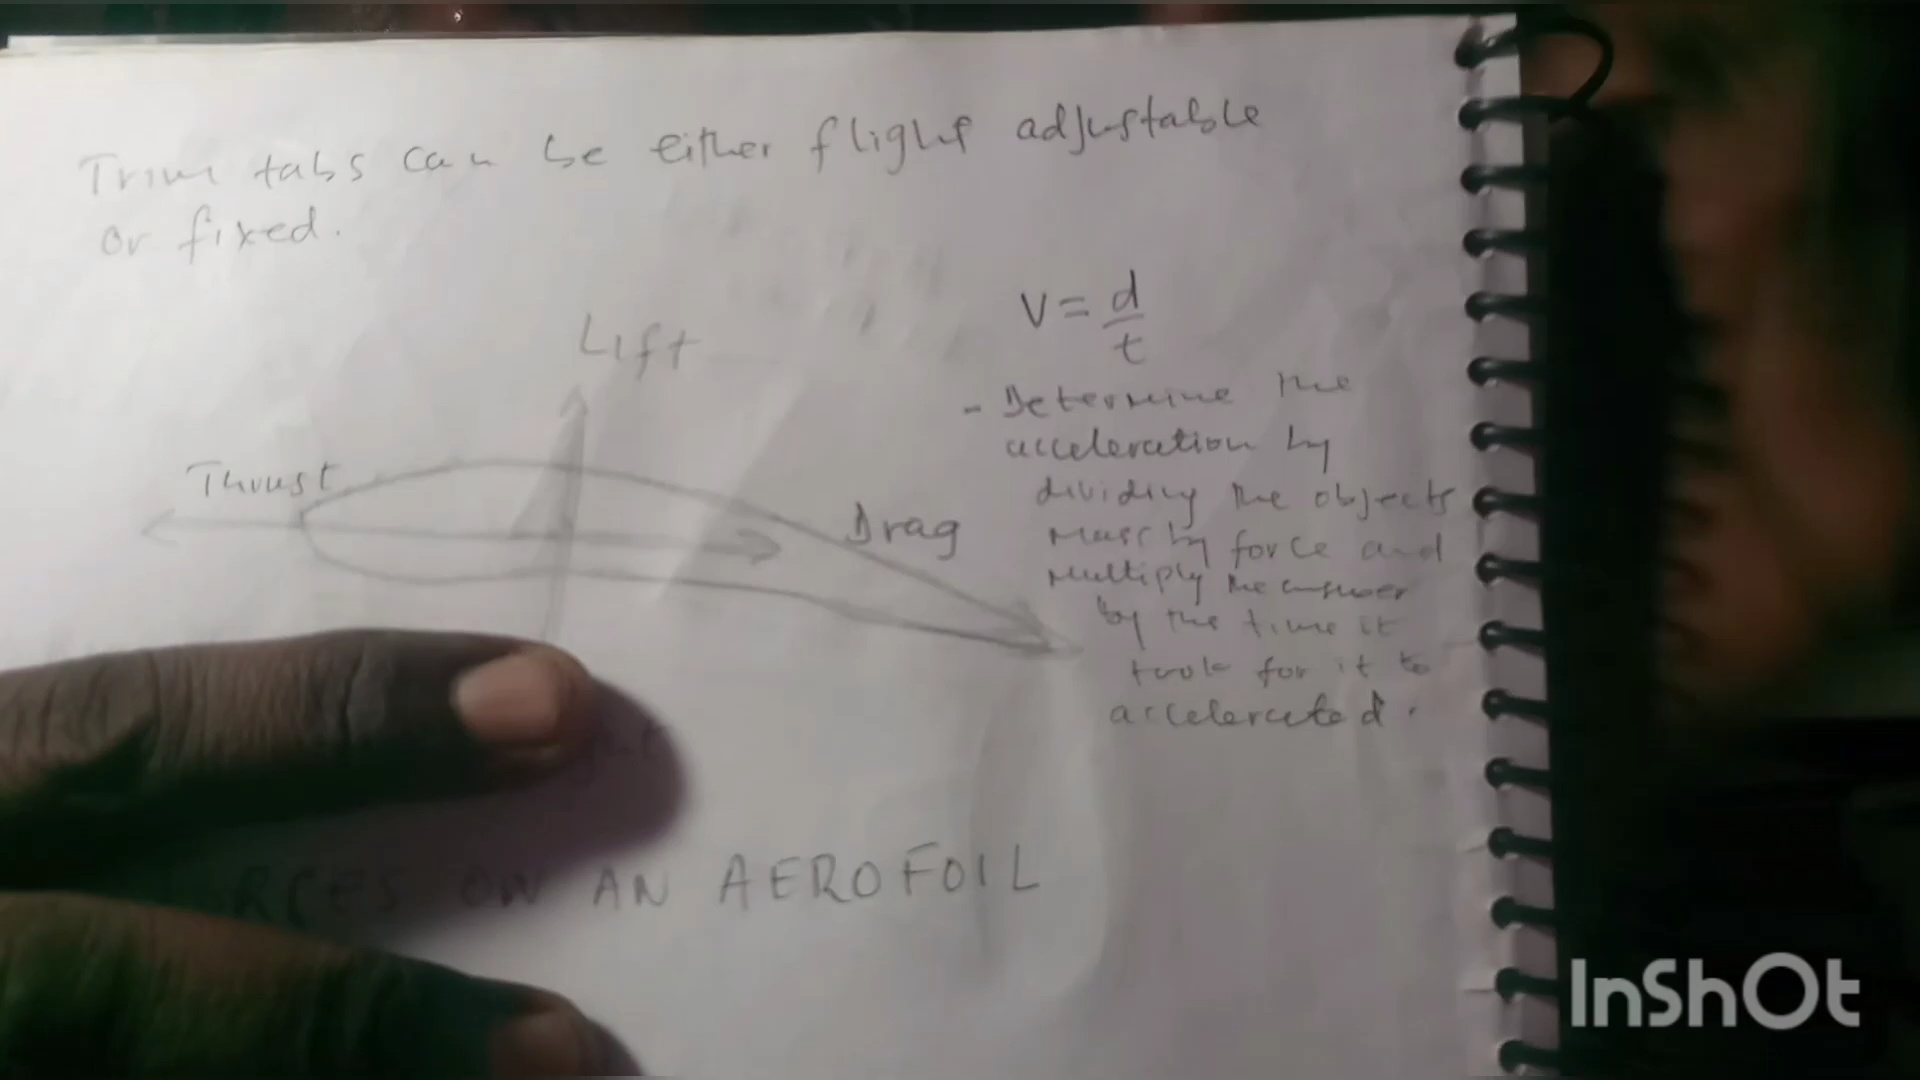 Trim tabs can be either flight adjustable
or fixed.
V = d
t
Lift
Thrust
Drag
- Determine the
acceleration by
dividing the objects
mass by force and
multiply the answer
by the time it
took for it to
accelerated.
FORCES ON AN AEROFOIL
InShOt